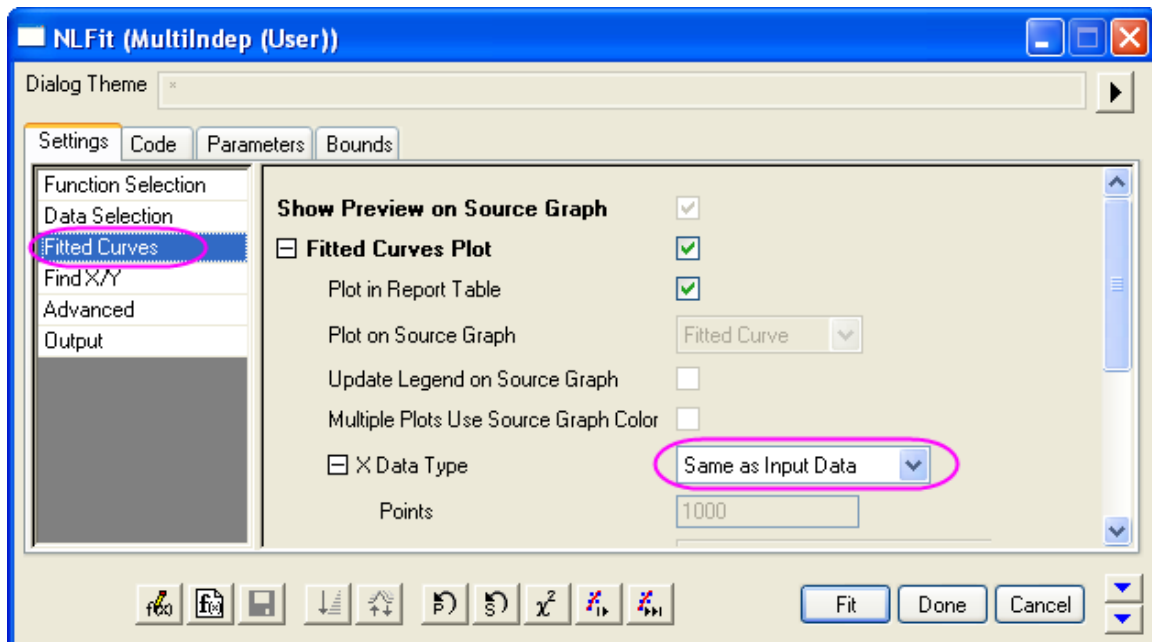 NLFit (MultiIndep (User))
Dialog Theme *
Settings Code Parameters Bounds
Function Selection
Data Selection
Fitted Curves
Find X/Y
Advanced
Output
Show Preview on Source Graph
Fitted Curves Plot
Plot in Report Table
Plot on Source Graph Fitted Curve
Update Legend on Source Graph
Multiple Plots Use Source Graph Color
X Data Type Same as Input Data
Points 1000
f(x) f(x) P S χ² Fit Done Cancel